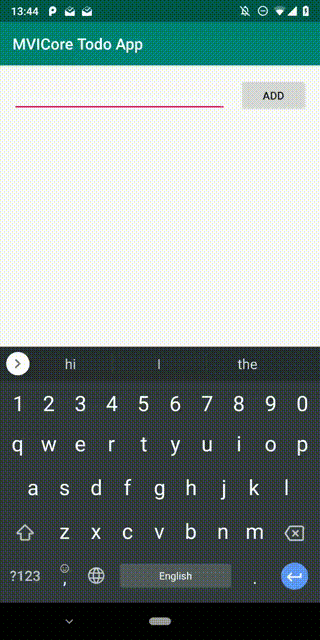 13:44
MVICore Todo App
ADD
hi I the
1 2 3 4 5 6 7 8 9 0
q w e r t y u i o p
a s d f g h j k l
z x c v b n m
?123 , English .